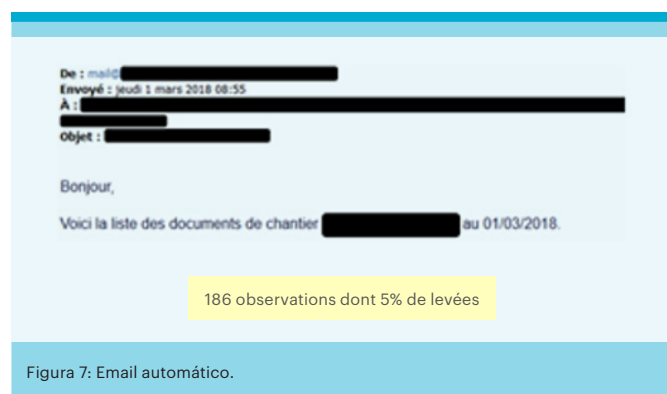 De : mail@
Envoyé : jeudi 1 mars 2018 08:55
À :
Objet :
Bonjour,
Voici la liste des documents de chantier au 01/03/2018.
186 observations dont 5% de levées
Figura 7: Email automático.